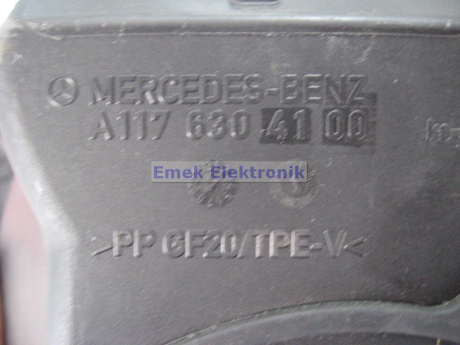 MERCEDES-BENZ
A117 630 41 00
Emek Elektronik
>PP GF20/TPE-V<